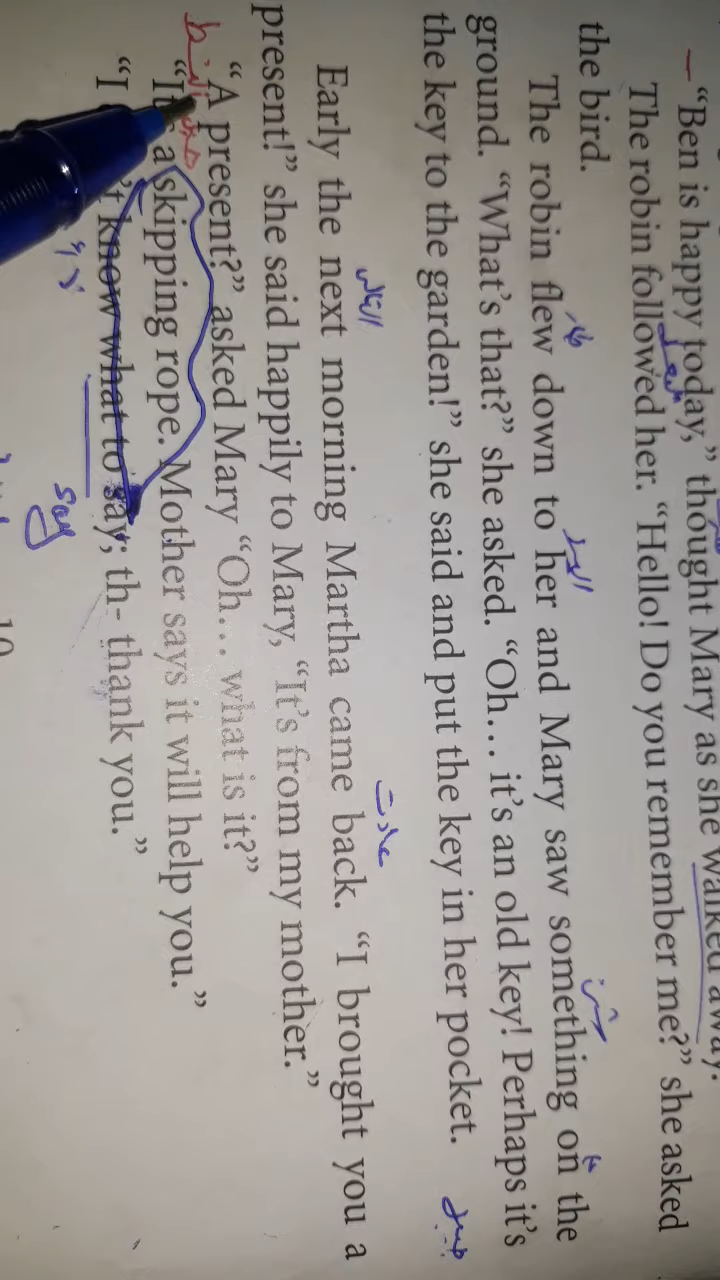 “Ben is happy today,” thought Mary as she walked away.
The robin followed her. “Hello! Do you remember me?” she asked
the bird.
The robin flew down to her and Mary saw something on the
ground. “What's that?” she asked. “Oh... it's an old key! Perhaps it's
the key to the garden!” she said and put the key in her pocket.
Early the next morning Martha came back. “I brought you a
present!” she said happily to Mary, “It's from my mother.”
“A present?” asked Mary “Oh... what is it?”
a skipping rope. Mother says it will help you.”
“I know what to say; th- thank you.”
say
10